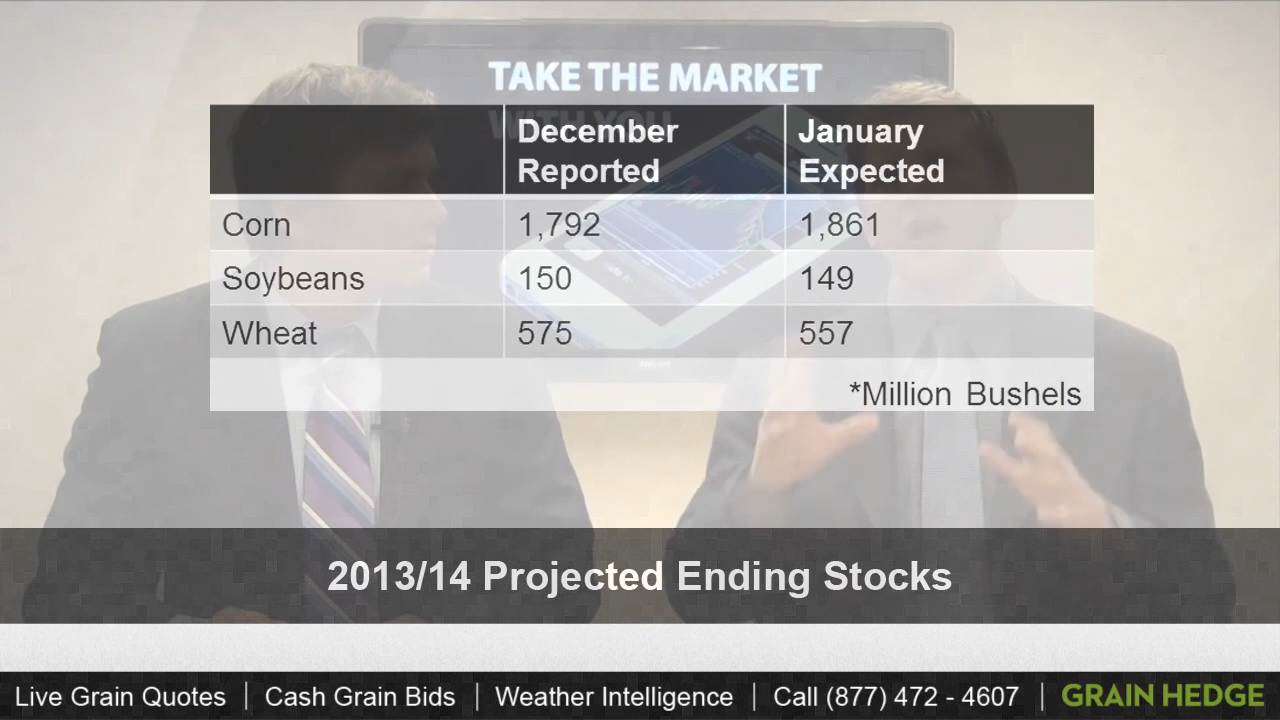 TAKE THE MARKET
WITH YOU
December Reported
January Expected
Corn 1,792 1,861
Soybeans 150 149
Wheat 575 557
*Million Bushels
2013/14 Projected Ending Stocks
Live Grain Quotes | Cash Grain Bids | Weather Intelligence | Call (877) 472 - 4607 | GRAIN HEDGE